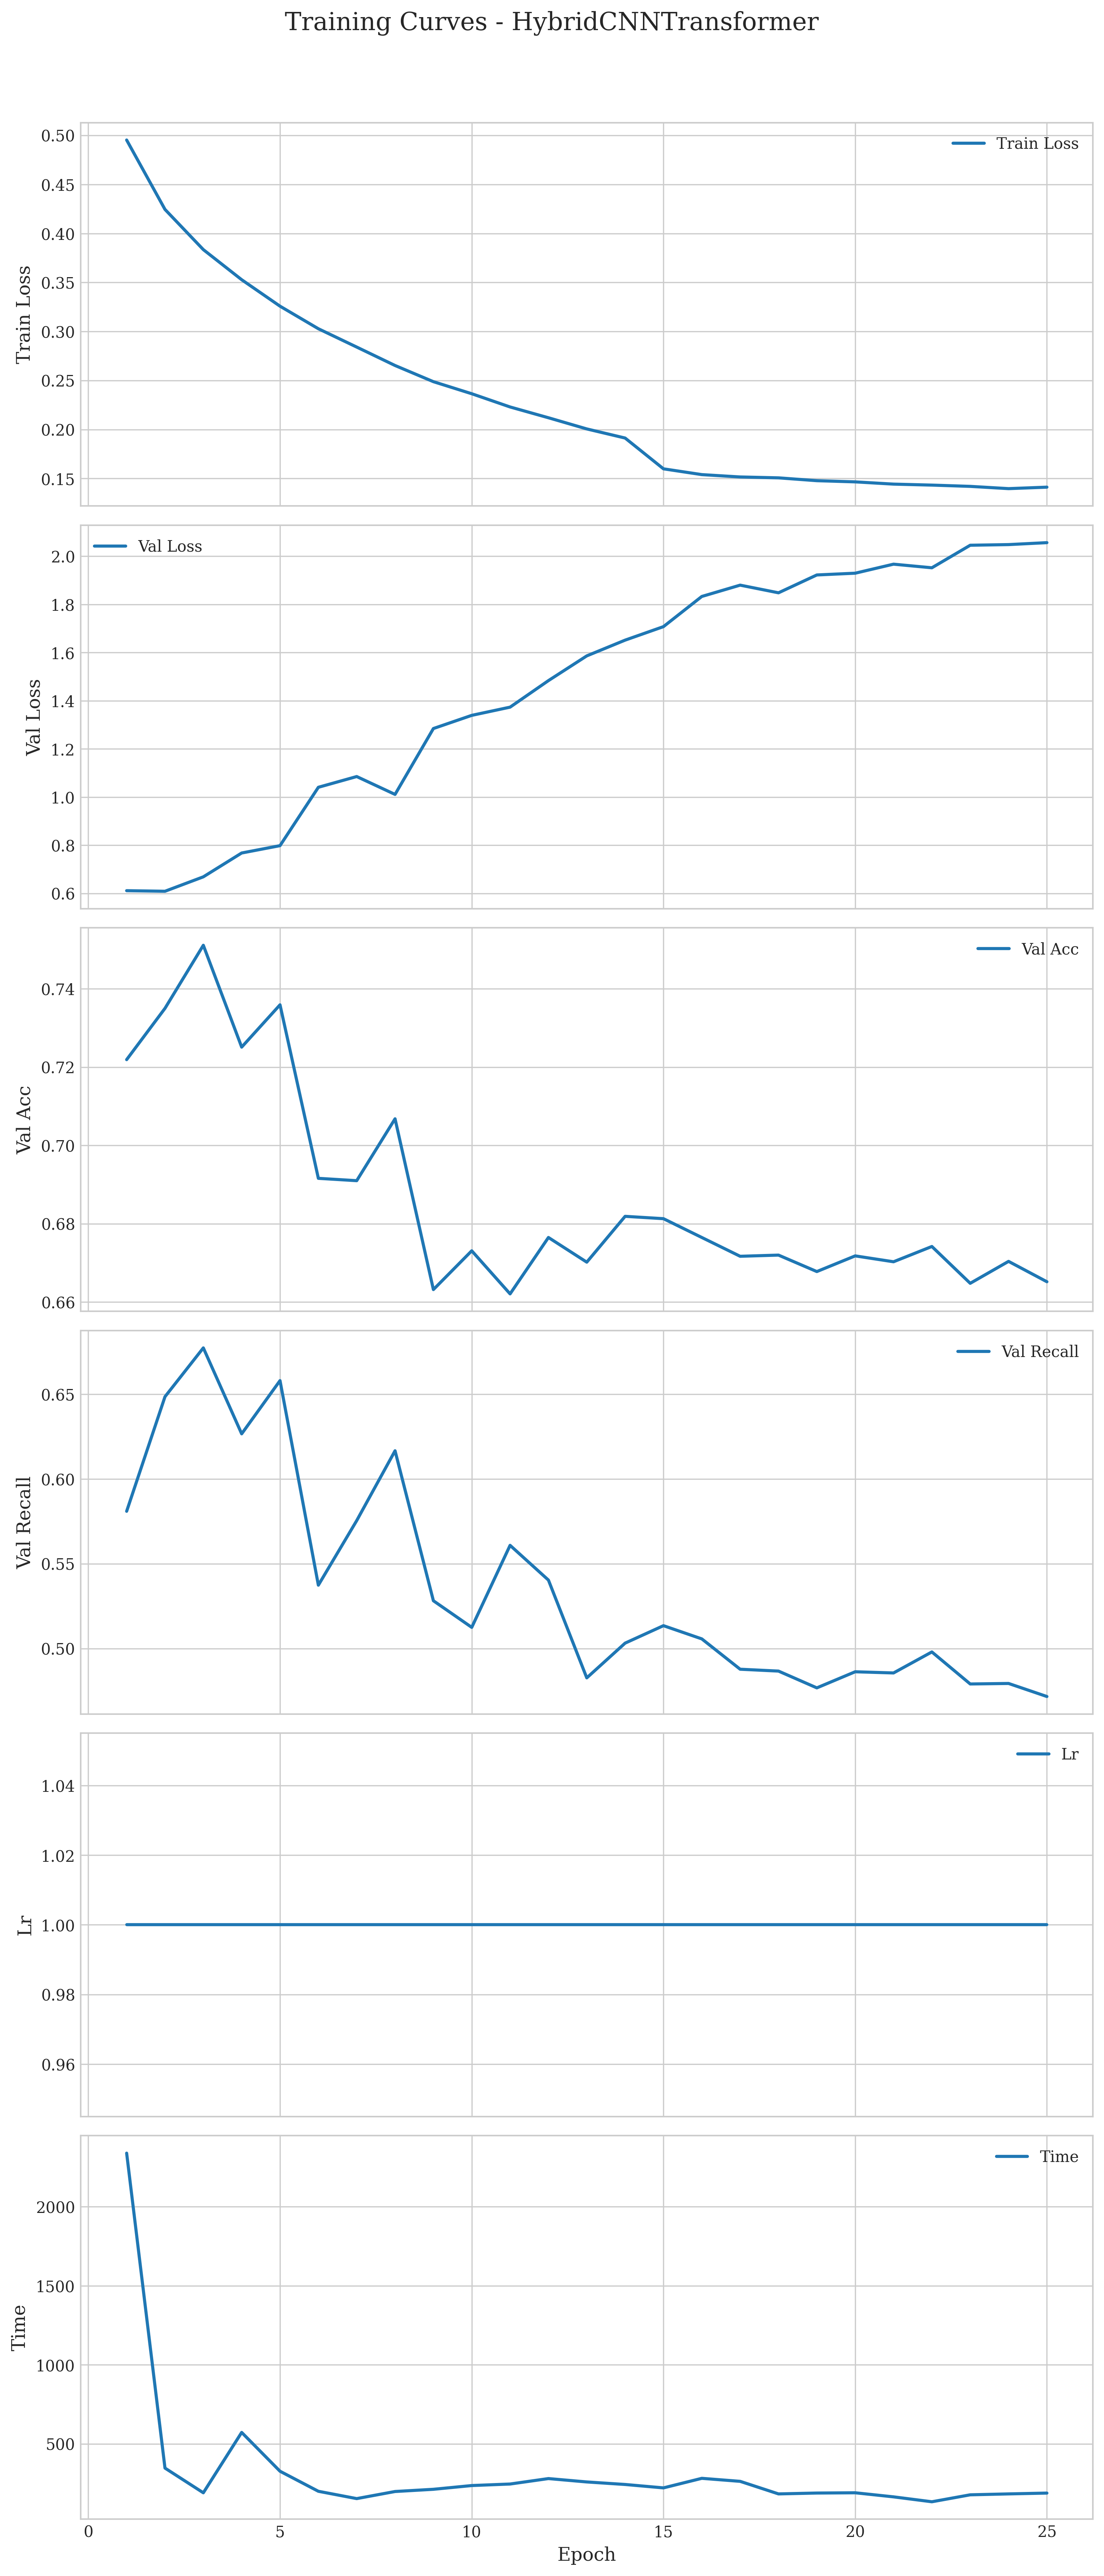 Training Curves - HybridCNNTransformer
Train Loss
Train Loss
0.50
0.45
0.40
0.35
0.30
0.25
0.20
0.15
Val Loss
Val Loss
2.0
1.8
1.6
1.4
1.2
1.0
0.8
0.6
Val Acc
Val Acc
0.74
0.72
0.70
0.68
0.66
Val Recall
Val Recall
0.65
0.60
0.55
0.50
Lr
Lr
1.04
1.02
1.00
0.98
0.96
Time
Time
2000
1500
1000
500
0 5 10 15 20 25
Epoch